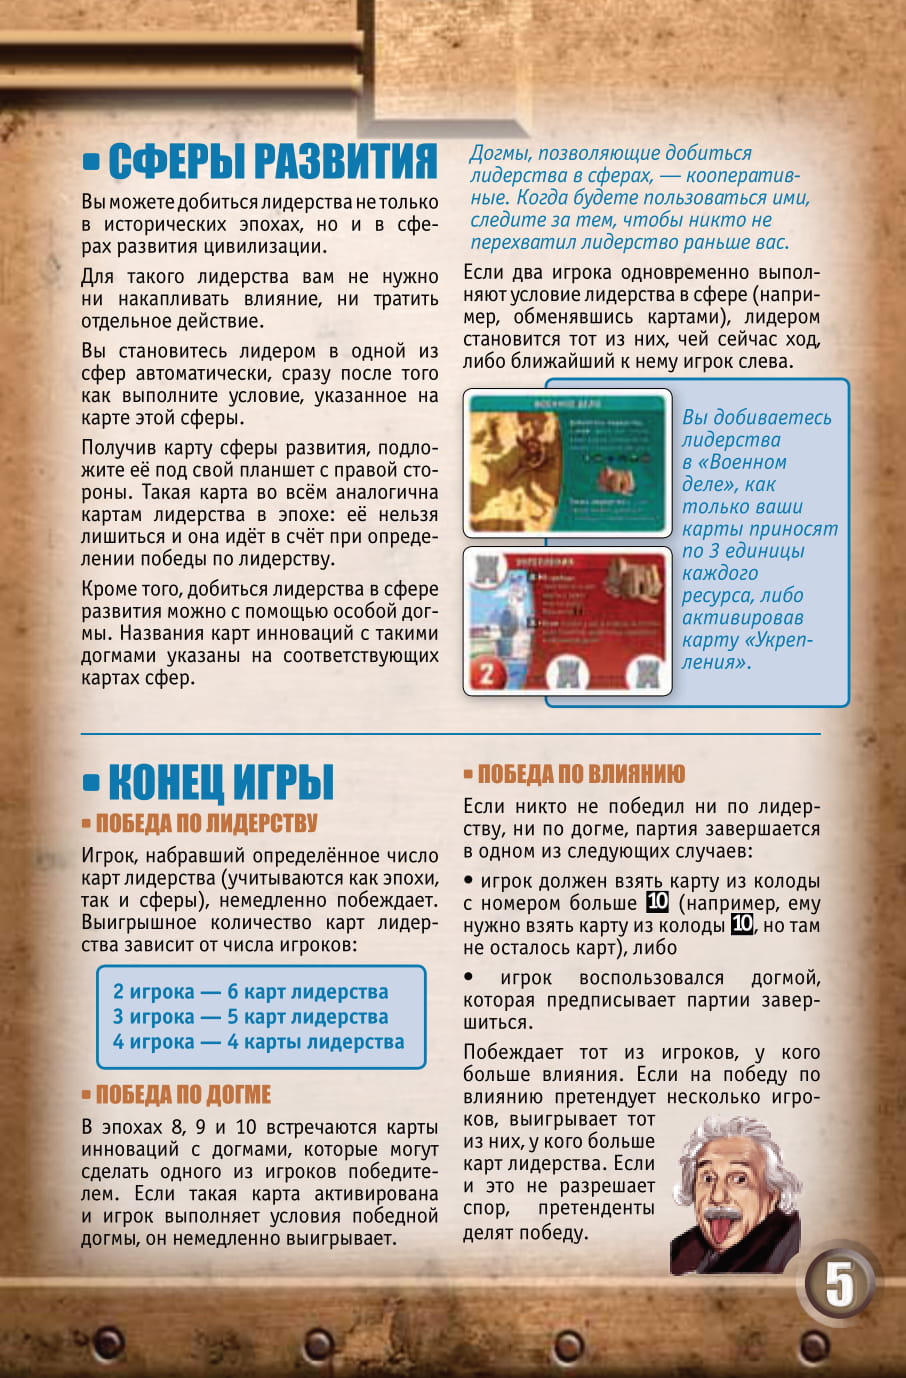 ▪ СФЕРЫ РАЗВИТИЯ
Вы можете добиться лидерства не только
в исторических эпохах, но и в сфе-
рах развития цивилизации.
Для такого лидерства вам не нужно
ни накапливать влияние, ни тратить
отдельное действие.
Вы становитесь лидером в одной из
сфер автоматически, сразу после того
как выполните условие, указанное на
карте этой сферы.
Получив карту сферы развития, подло-
жите её под свой планшет с правой сто-
роны. Такая карта во всём аналогична
картам лидерства в эпохе: её нельзя
лишиться и она идёт в счёт при опреде-
лении победы по лидерству.
Кроме того, добиться лидерства в сфере
развития можно с помощью особой дог-
мы. Названия карт инноваций с такими
догмами указаны на соответствующих
картах сфер.
Догмы, позволяющие добиться
лидерства в сферах, — кооператив-
ные. Когда будете пользоваться ими,
следите за тем, чтобы никто не
перехватил лидерство раньше вас.
Если два игрока одновременно выпол-
няют условие лидерства в сфере (напри-
мер, обменявшись картами), лидером
становится тот из них, чей сейчас ход,
либо ближайший к нему игрок слева.
ВОЕННОЕ ДЕЛО
УКРЕПЛЕНИЯ
2
Вы добиваетесь
лидерства
в «Военном
деле», как
только ваши
карты приносят
по 3 единицы
каждого
ресурса, либо
активировав
карту «Укреп-
ления».
▪ КОНЕЦ ИГРЫ
▪ ПОБЕДА ПО ЛИДЕРСТВУ
Игрок, набравший определённое число
карт лидерства (учитываются как эпохи,
так и сферы), немедленно побеждает.
Выигрышное количество карт лидер-
ства зависит от числа игроков:
2 игрока — 6 карт лидерства
3 игрока — 5 карт лидерства
4 игрока — 4 карты лидерства
▪ ПОБЕДА ПО ДОГМЕ
В эпохах 8, 9 и 10 встречаются карты
инноваций с догмами, которые могут
сделать одного из игроков победите-
лем. Если такая карта активирована
и игрок выполняет условия победной
догмы, он немедленно выигрывает.
▪ ПОБЕДА ПО ВЛИЯНИЮ
Если никто не победил ни по лидер-
ству, ни по догме, партия завершается
в одном из следующих случаев:
• игрок должен взять карту из колоды
с номером больше 10 (например, ему
нужно взять карту из колоды 10, но там
не осталось карт), либо
• игрок воспользовался догмой,
которая предписывает партии завер-
шиться.
Побеждает тот из игроков, у кого
больше влияния. Если на победу по
влиянию претендует несколько игро-
ков, выигрывает тот
из них, у кого больше
карт лидерства. Если
и это не разрешает
спор, претенденты
делят победу.
5